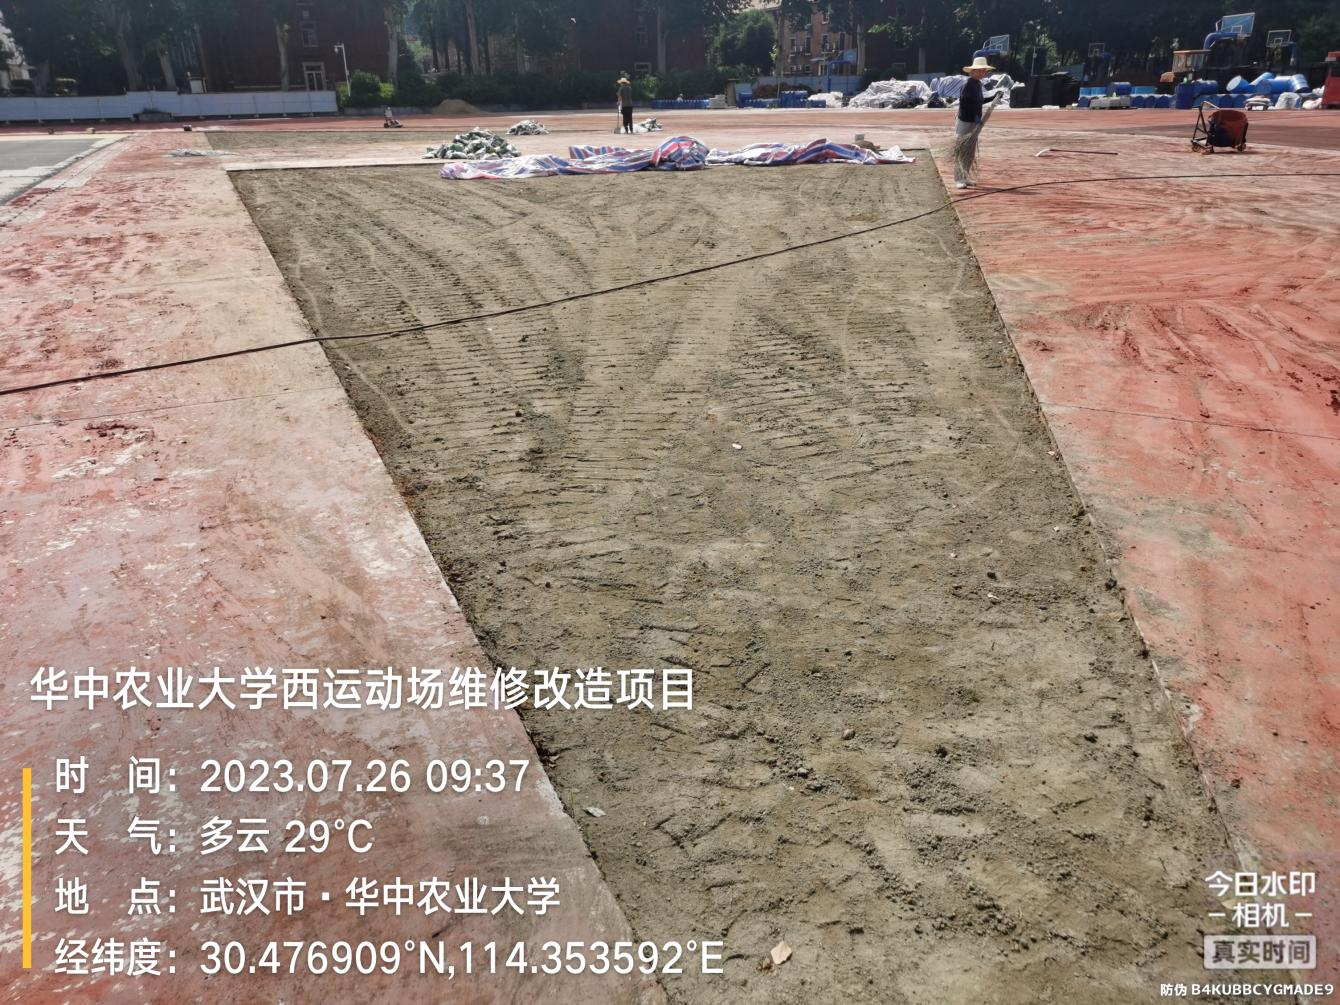 华中农业大学西运动场维修改造项目
时 间：2023.07.26 09:37
天 气：多云 29°C
地 点：武汉市·华中农业大学
经纬度：30.476909°N,114.353592°E
今日水印
-相机-
真实时间
防伪 B4KUBBCYGMADE9